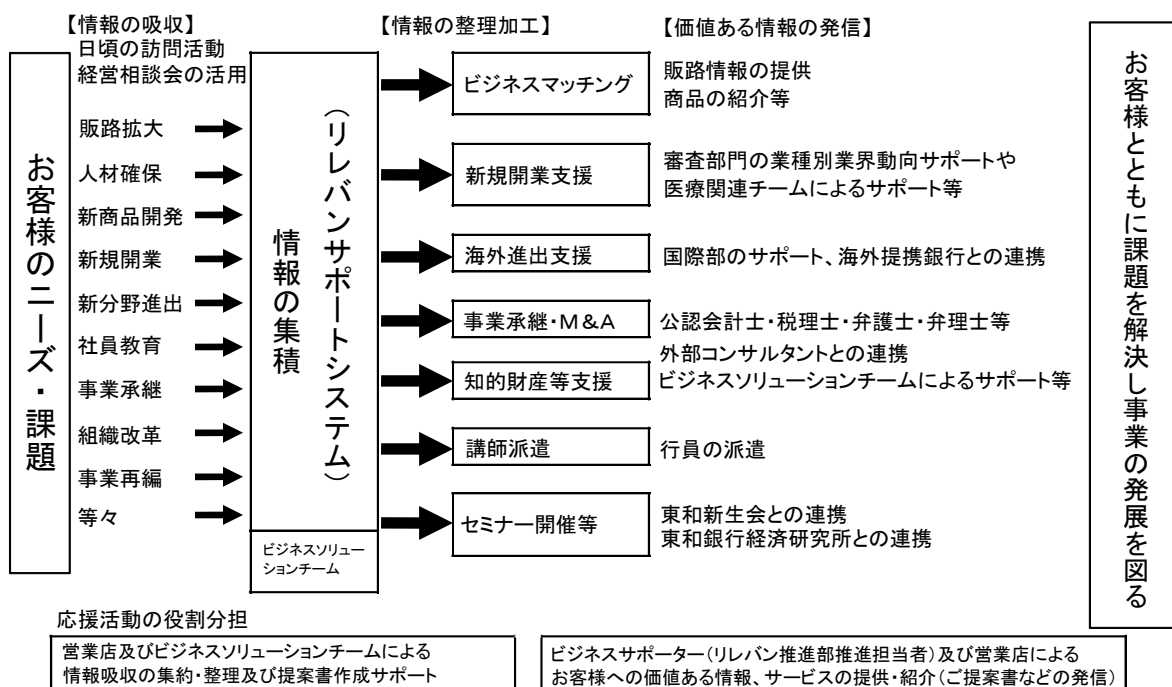 【情報の吸収】
日頃の訪問活動
経営相談会の活用
お客様のニーズ・課題
販路拡大
人材確保
新商品開発
新規開業
新分野進出
社員教育
事業承継
組織改革
事業再編
等々
(リレバンサポートシステム)
情報の集積
ビジネスソリュー
ションチーム
【情報の整理加工】
【価値ある情報の発信】
ビジネスマッチング
販路情報の提供
商品の紹介等
新規開業支援
審査部門の業種別業界動向サポートや
医療関連チームによるサポート等
海外進出支援
国際部のサポート、海外提携銀行との連携
事業承継・M&A
公認会計士・税理士・弁護士・弁理士等
外部コンサルタントとの連携
知的財産等支援
ビジネスソリューションチームによるサポート等
講師派遣
行員の派遣
セミナー開催等
東和新生会との連携
東和銀行経済研究所との連携
お客様とともに課題を解決し事業の発展を図る
応援活動の役割分担
営業店及びビジネスソリューションチームによる
情報吸収の集約・整理及び提案書作成サポート
ビジネスサポーター(リレバン推進部推進担当者)及び営業店による
お客様への価値ある情報、サービスの提供・紹介(ご提案書などの発信)